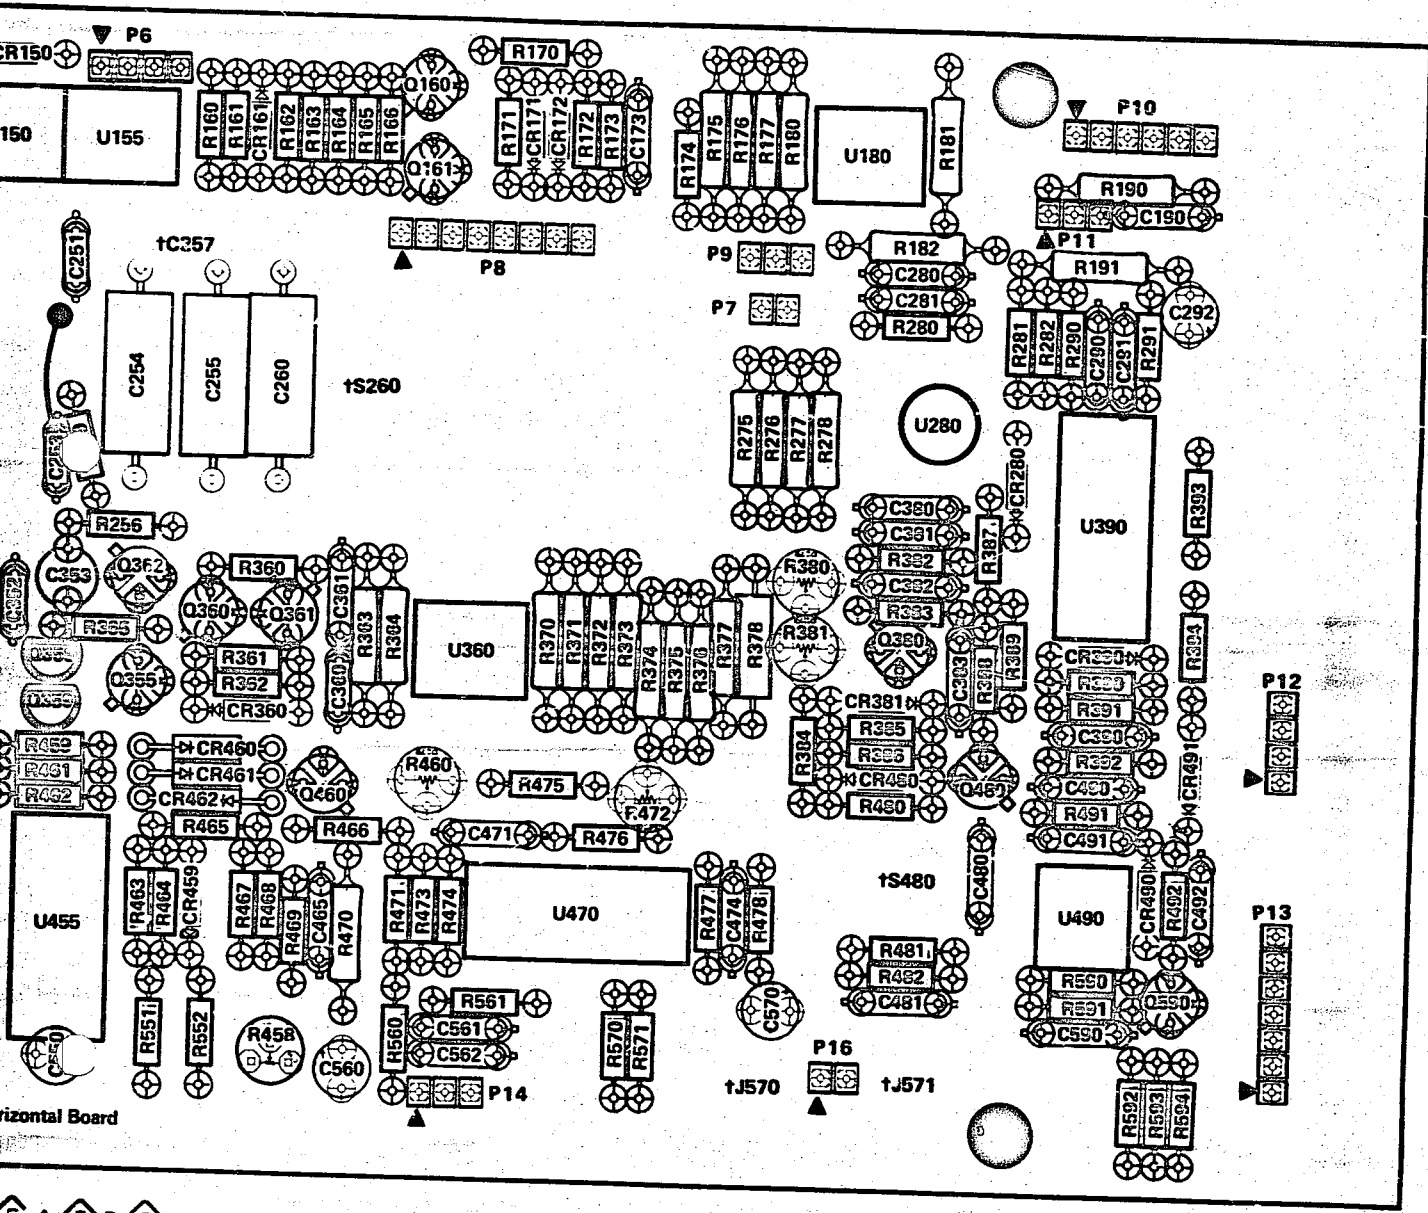 P6
CR150
R170
Q160
R160
R161
CR161
R162
R163
R164
R165
R166
R171
CR171
CR172
R172
R173
C173
R174
R175
R176
R177
R180
U180
R181
P10
150
U155
Q161
R190
C190
P11
C251
†C357
P8
P9
R182
C280
R191
P7
C281
R280
C292
R281
R282
R290
C290
C291
R291
C254
C255
C260
†S260
R275
R276
R277
R278
U280
CR280
U390
R393
C253
R256
C380
C381
R387
R382
C382
R383
C352
C353
Q362
R360
Q360
Q361
C361
R363
R364
U360
R370
R371
R372
R373
R374
R375
R376
R377
R378
R380
R381
Q380
C383
R388
R389
R394
R355
Q355
R361
R362
CR360
C360
CR390
R390
R391
C390
R392
P12
CR381
R385
R386
CR480
R480
R384
Q480
CR491
C490
R491
C491
R459
R461
R462
CR460
CR461
CR462
R465
Q460
R466
R460
R475
R472
C471
R476
U455
R463
R464
CR459
R467
R468
R469
C465
R470
R471
R473
R474
U470
R477
C474
R478
†S480
C480
U490
CR490
R492
C492
P13
R481
R482
C481
R590
R591
C590
Q590
R551
R552
R458
C560
R560
R561
C561
C562
P14
R570
R571
C570
†J570
P16
†J571
R592
R593
R594
rizontal Board